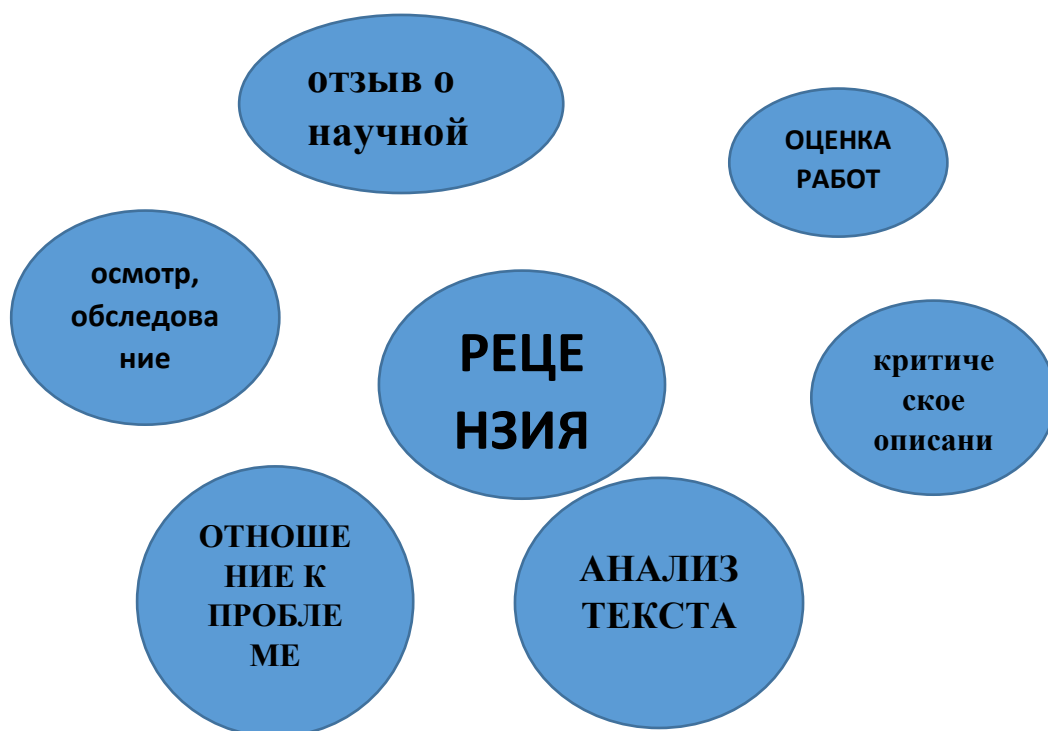 отзыв о
научной
ОЦЕНКА
РАБОТ
осмотр,
обследова
ние
РЕЦЕ
НЗИЯ
критиче
ское
описани
ОТНОШЕ
НИЕ К
ПРОБЛЕ
МЕ
АНАЛИЗ
ТЕКСТА